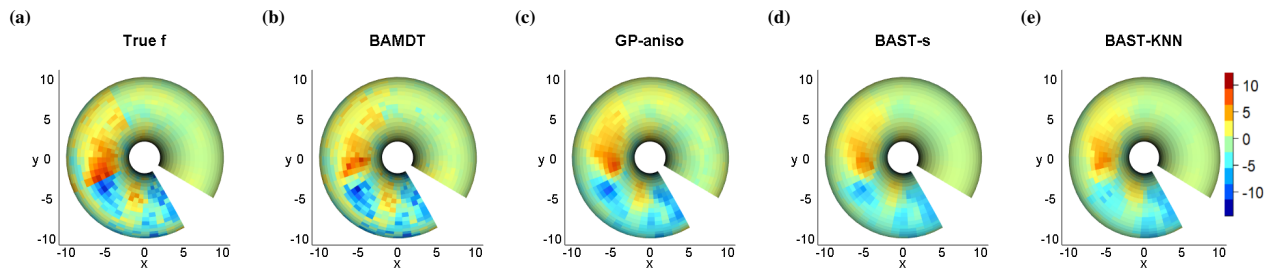 (a) (b) (c) (d) (e)
True f BAMDT GP-aniso BAST-s BAST-KNN
10 10 10 10 10 10
5 5 5 5 5 5
y 0 y 0 y 0 y 0 y 0 0
-5 -5 -5 -5 -5 -5
-10 -10 -10 -10 -10 -10
-10 -5 0 5 10 -10 -5 0 5 10 -10 -5 0 5 10 -10 -5 0 5 10 -10 -5 0 5 10
x x x x x